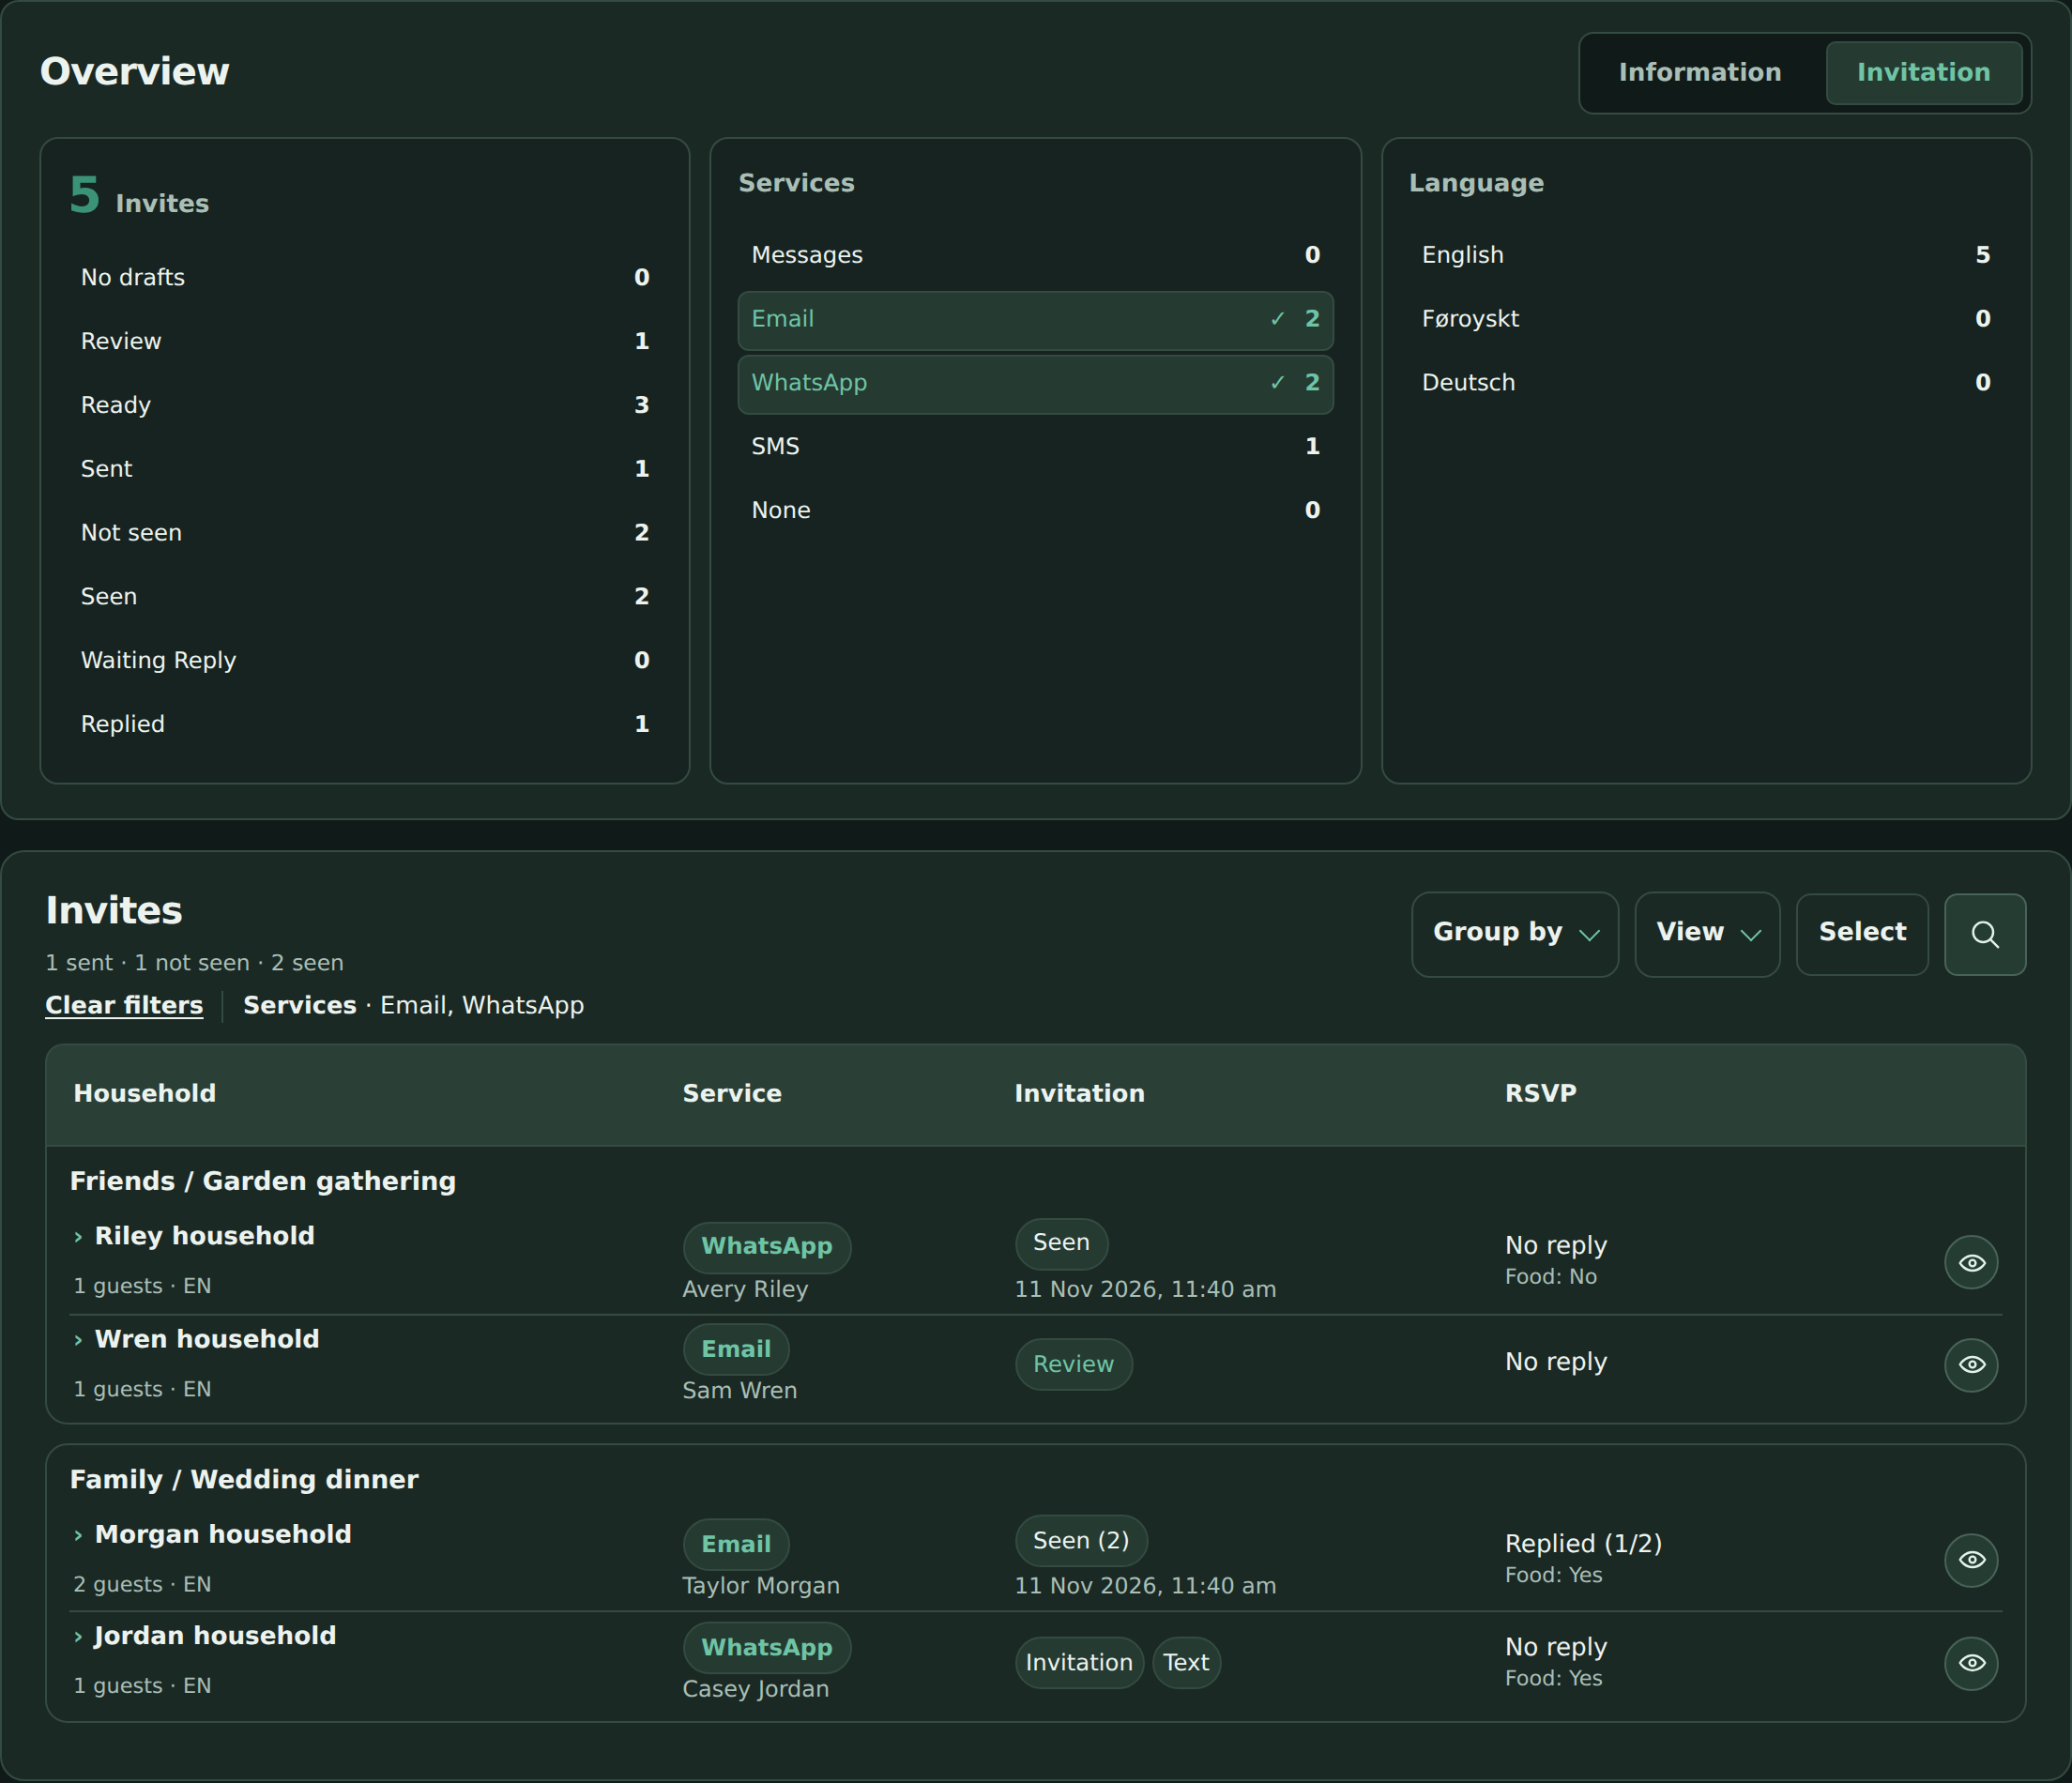 Overview
Information Invitation
5 Invites
No drafts 0
Review 1
Ready 3
Sent 1
Not seen 2
Seen 2
Waiting Reply 0
Replied 1
Services
Messages 0
Email ✓ 2
WhatsApp ✓ 2
SMS 1
None 0
Language
English 5
Føroyskt 0
Deutsch 0
Invites
1 sent · 1 not seen · 2 seen
Clear filters Services · Email, WhatsApp
Group by View Select
Household Service Invitation RSVP
Friends / Garden gathering
› Riley household
1 guests · EN
WhatsApp
Avery Riley
Seen
11 Nov 2026, 11:40 am
No reply
Food: No
› Wren household
1 guests · EN
Email
Sam Wren
Review
No reply
Family / Wedding dinner
› Morgan household
2 guests · EN
Email
Taylor Morgan
Seen (2)
11 Nov 2026, 11:40 am
Replied (1/2)
Food: Yes
› Jordan household
1 guests · EN
WhatsApp
Casey Jordan
Invitation Text
No reply
Food: Yes